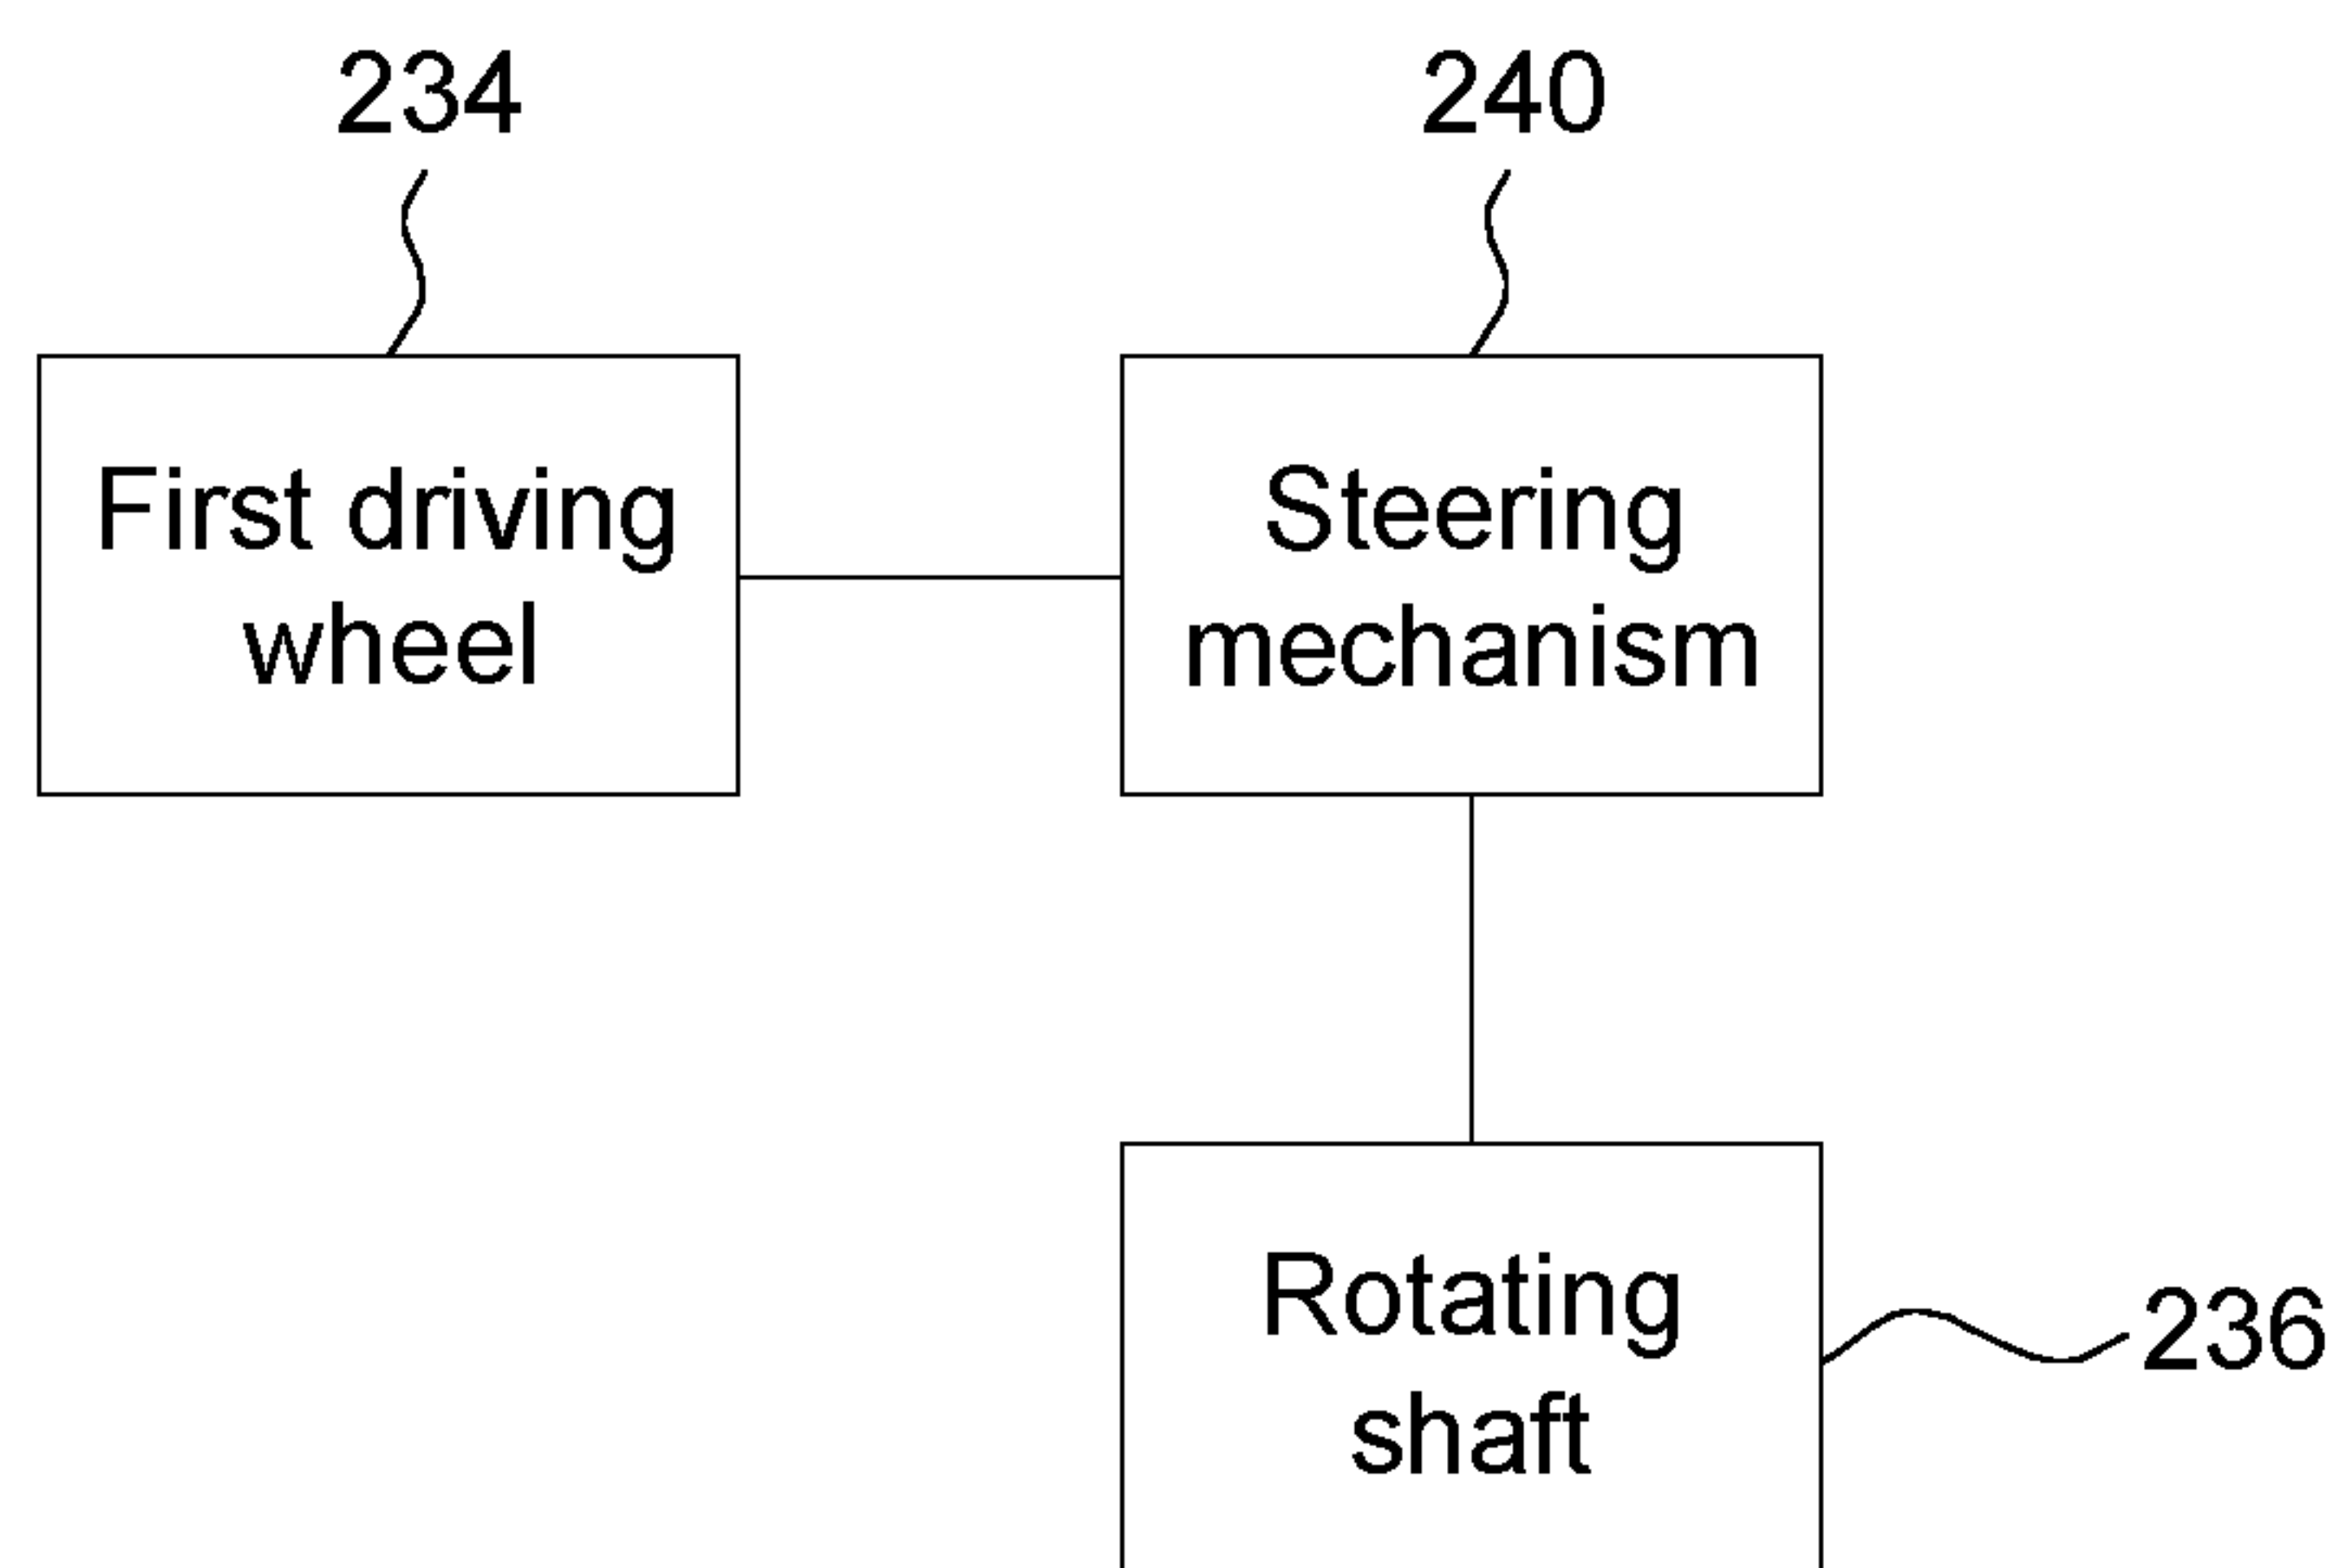 234
240
First driving
wheel
Steering
mechanism
Rotating
shaft
236